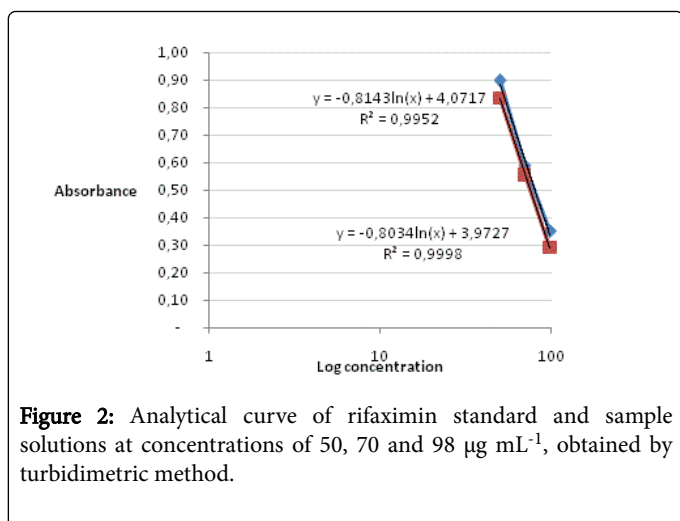 1,00
0,90
0,80
0,70
0,60
0,50
0,40
0,30
0,20
0,10
-
Absorbance
y = -0,8143ln(x) + 4,0717
R² = 0,9952
y = -0,8034ln(x) + 3,9727
R² = 0,9998
1 10 100
Log concentration
Figure 2: Analytical curve of rifaximin standard and sample
solutions at concentrations of 50, 70 and 98 μg mL⁻¹, obtained by
turbidimetric method.